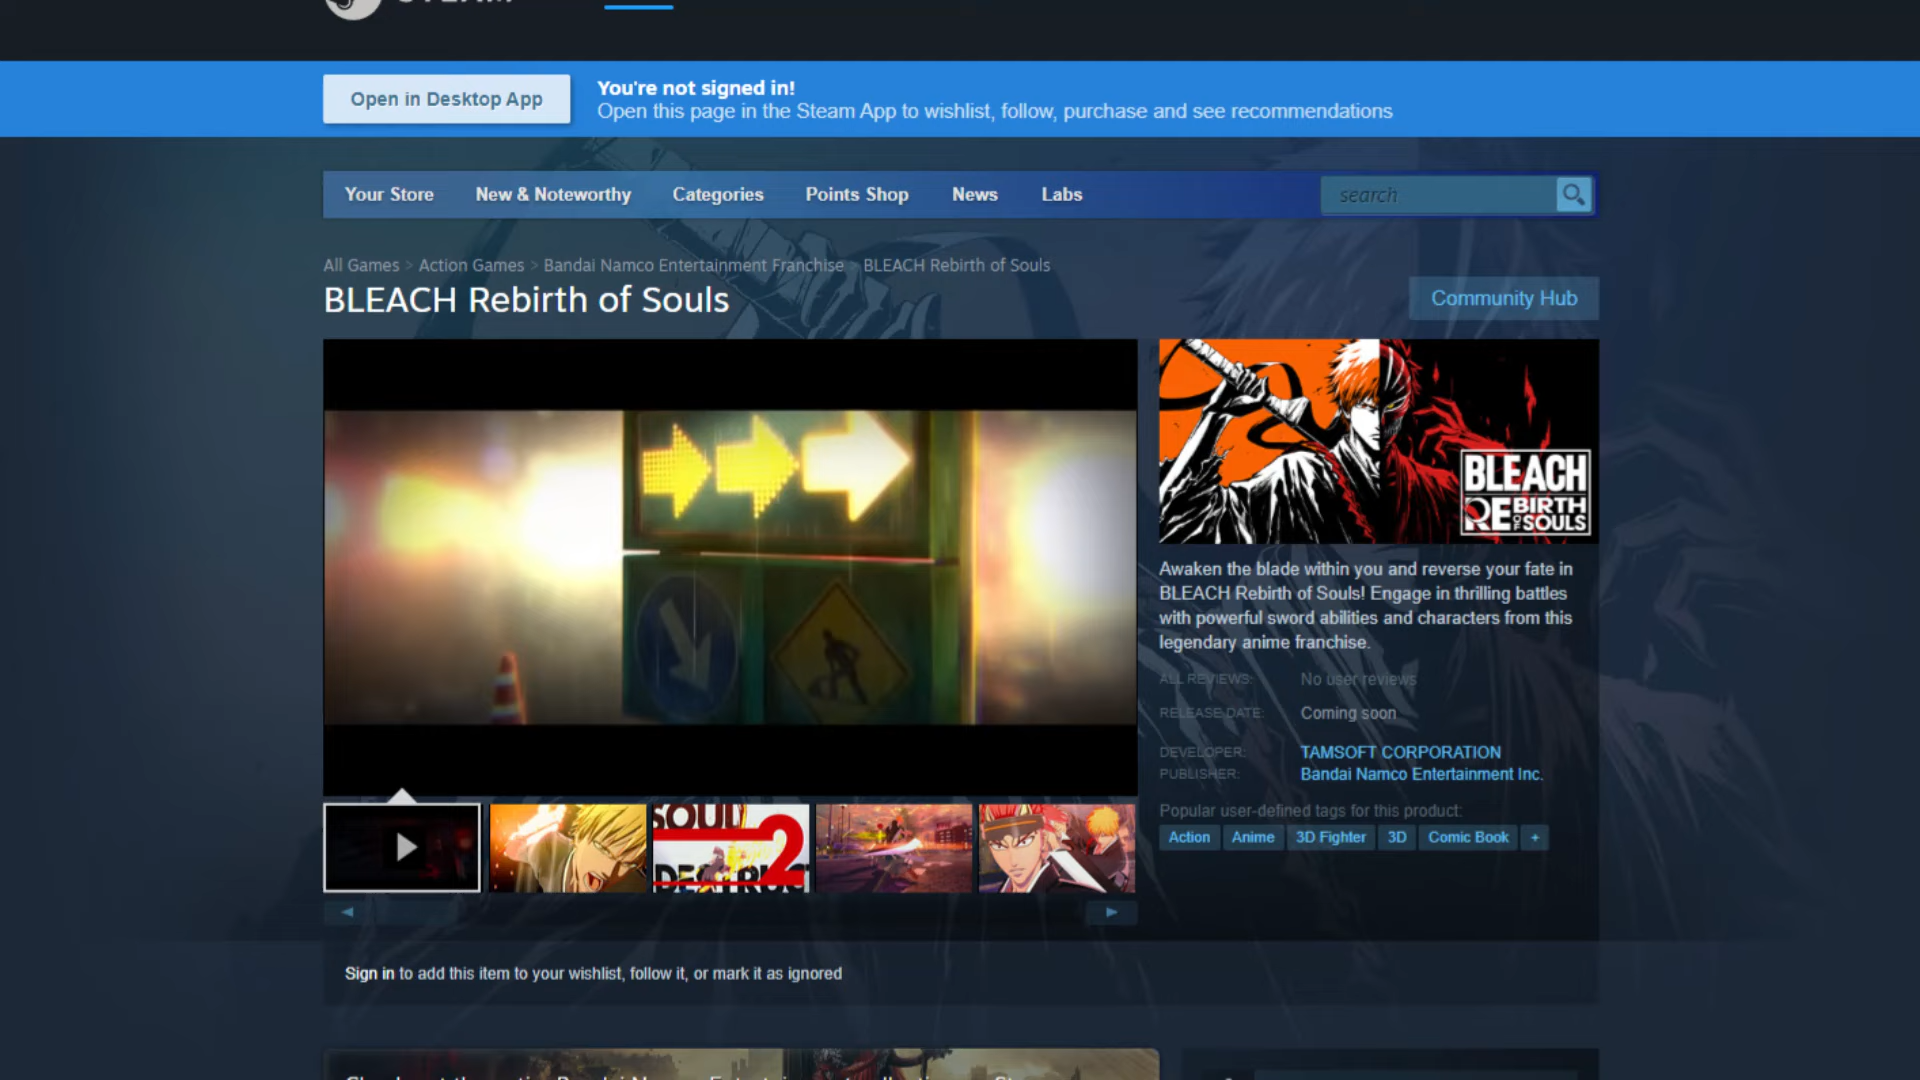 STEAM
Open in Desktop App
You're not signed in!
Open this page in the Steam App to wishlist, follow, purchase and see recommendations
Your Store New & Noteworthy Categories Points Shop News Labs search
All Games > Action Games > Bandai Namco Entertainment Franchise > BLEACH Rebirth of Souls
BLEACH Rebirth of Souls
Community Hub
BLEACH
REBIRTH
OF SOULS
Awaken the blade within you and reverse your fate in
BLEACH Rebirth of Souls! Engage in thrilling battles
with powerful sword abilities and characters from this
legendary anime franchise.
ALL REVIEWS: No user reviews
RELEASE DATE: Coming soon
DEVELOPER: TAMSOFT CORPORATION
PUBLISHER: Bandai Namco Entertainment Inc.
Popular user-defined tags for this product:
Action Anime 3D Fighter 3D Comic Book +
SOUL
2
DESTRUC
Sign in to add this item to your wishlist, follow it, or mark it as ignored